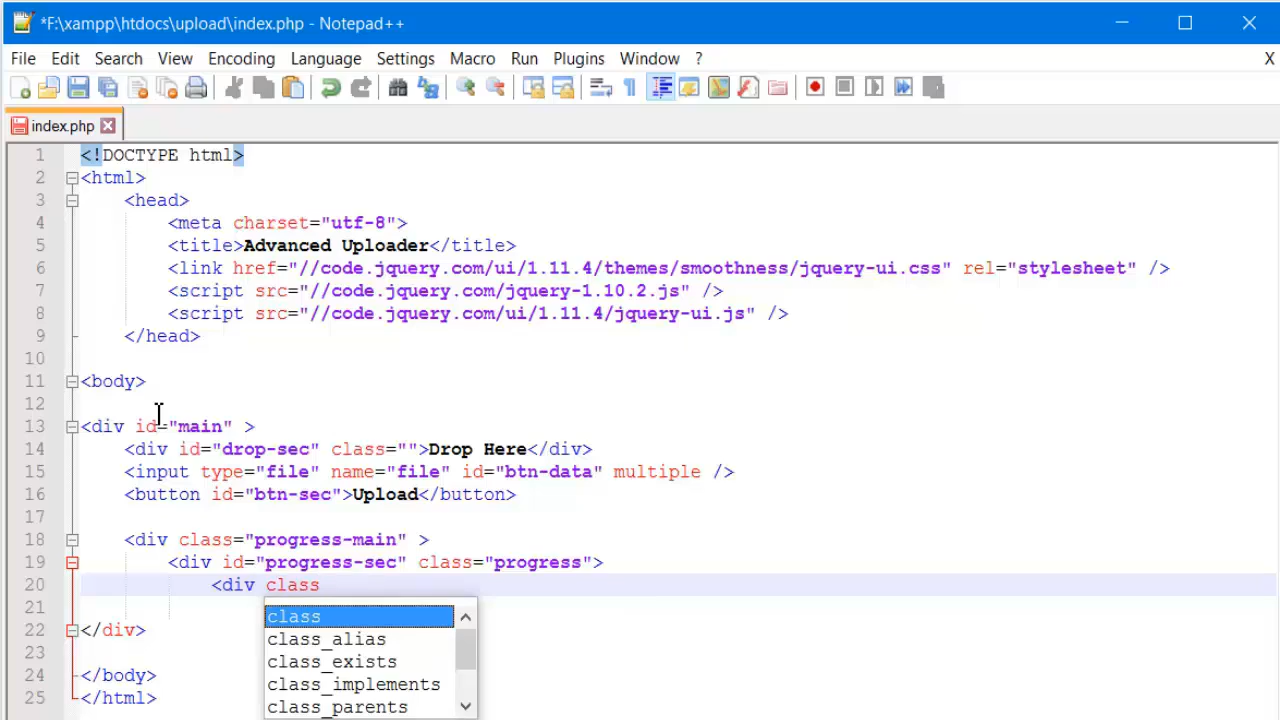 *F:\xampp\htdocs\upload\index.php - Notepad++
File Edit Search View Encoding Language Settings Macro Run Plugins Window ? X
index.php
1 <!DOCTYPE html>
2 <html>
3 <head>
4 <meta charset="utf-8">
5 <title>Advanced Uploader</title>
6 <link href="//code.jquery.com/ui/1.11.4/themes/smoothness/jquery-ui.css" rel="stylesheet" />
7 <script src="//code.jquery.com/jquery-1.10.2.js" />
8 <script src="//code.jquery.com/ui/1.11.4/jquery-ui.js" />
9 </head>
10
11 <body>
12
13 <div id="main" >
14 <div id="drop-sec" class="">Drop Here</div>
15 <input type="file" name="file" id="btn-data" multiple />
16 <button id="btn-sec">Upload</button>
17
18 <div class="progress-main" >
19 <div id="progress-sec" class="progress">
20 <div class
21 class
class_alias
22 </div>
23 class_exists
24 </body> class_implements
25 </html> class_parents